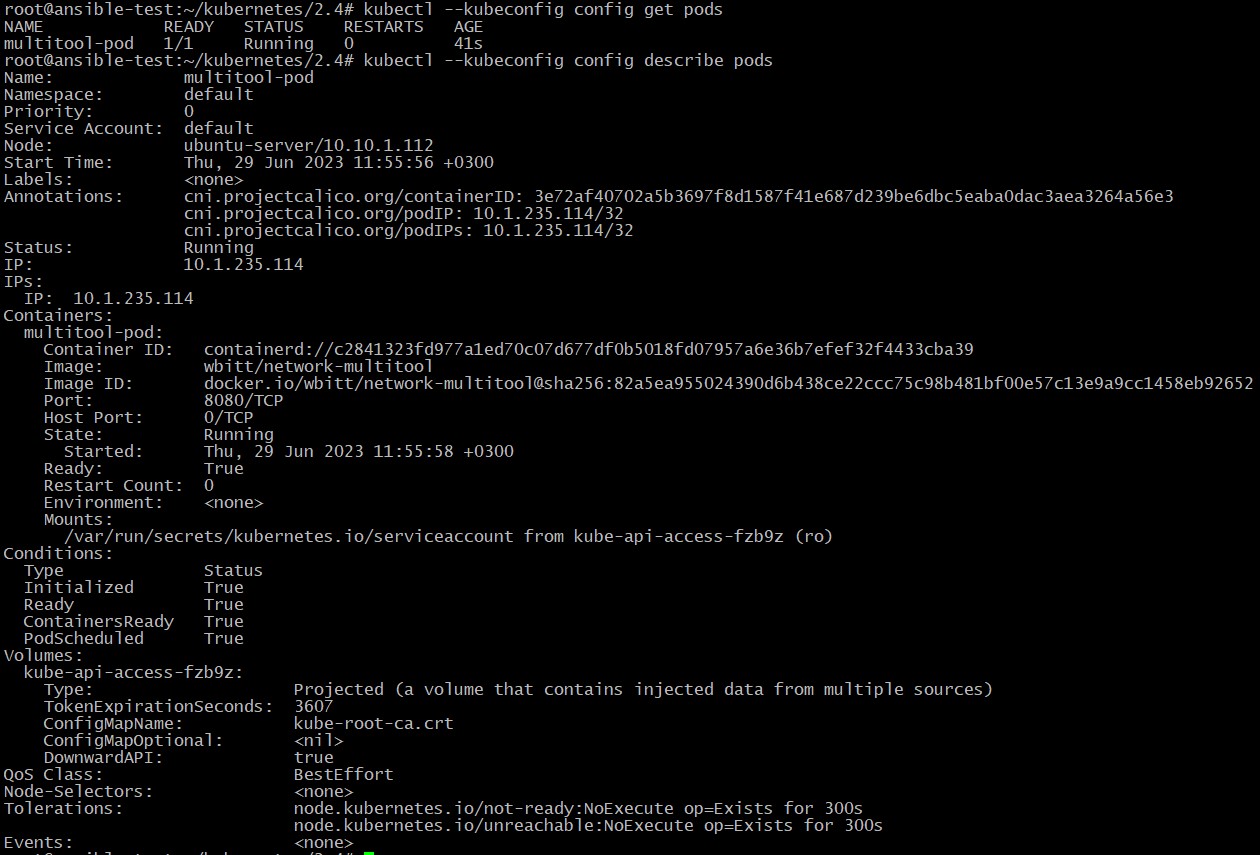 root@ansible-test:~/kubernetes/2.4# kubectl --kubeconfig config get pods
NAME            READY   STATUS    RESTARTS   AGE
multitool-pod   1/1     Running   0          41s
root@ansible-test:~/kubernetes/2.4# kubectl --kubeconfig config describe pods
Name:             multitool-pod
Namespace:        default
Priority:         0
Service Account:  default
Node:             ubuntu-server/10.10.1.112
Start Time:       Thu, 29 Jun 2023 11:55:56 +0300
Labels:           <none>
Annotations:      cni.projectcalico.org/containerID: 3e72af40702a5b3697f8d1587f41e687d239be6dbc5eaba0dac3aea3264a56e3
                  cni.projectcalico.org/podIP: 10.1.235.114/32
                  cni.projectcalico.org/podIPs: 10.1.235.114/32
Status:           Running
IP:               10.1.235.114
IPs:
  IP:  10.1.235.114
Containers:
  multitool-pod:
    Container ID:   containerd://c2841323fd977a1ed70c07d677df0b5018fd07957a6e36b7efef32f4433cba39
    Image:          wbitt/network-multitool
    Image ID:       docker.io/wbitt/network-multitool@sha256:82a5ea955024390d6b438ce22ccc75c98b481bf00e57c13e9a9cc1458eb92652
    Port:           8080/TCP
    Host Port:      0/TCP
    State:          Running
      Started:      Thu, 29 Jun 2023 11:55:58 +0300
    Ready:          True
    Restart Count:  0
    Environment:    <none>
    Mounts:
      /var/run/secrets/kubernetes.io/serviceaccount from kube-api-access-fzb9z (ro)
Conditions:
  Type              Status
  Initialized       True
  Ready             True
  ContainersReady   True
  PodScheduled      True
Volumes:
  kube-api-access-fzb9z:
    Type:                    Projected (a volume that contains injected data from multiple sources)
    TokenExpirationSeconds:  3607
    ConfigMapName:           kube-root-ca.crt
    ConfigMapOptional:       <nil>
    DownwardAPI:             true
QoS Class:                   BestEffort
Node-Selectors:              <none>
Tolerations:                 node.kubernetes.io/not-ready:NoExecute op=Exists for 300s
                             node.kubernetes.io/unreachable:NoExecute op=Exists for 300s
Events:                      <none>